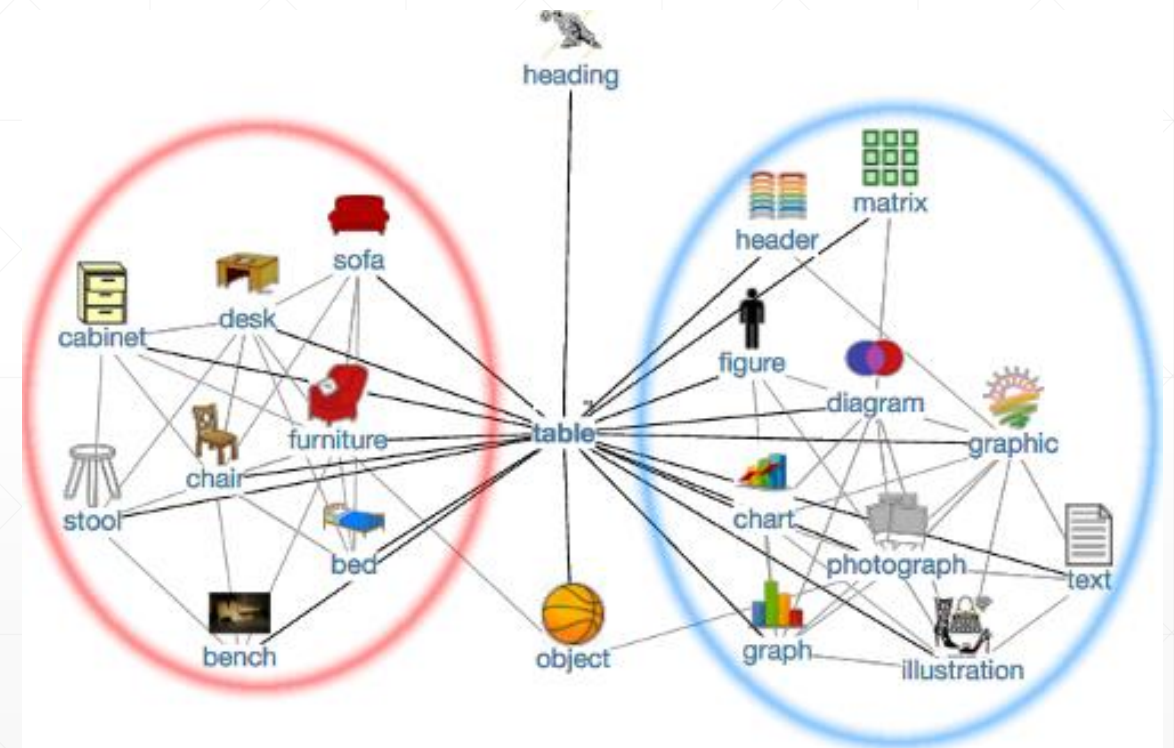 heading
matrix
header
sofa
desk
cabinet
figure
diagram
furniture
table
graphic
chair
stool
chart
bed
photograph
text
bench
object
graph
illustration